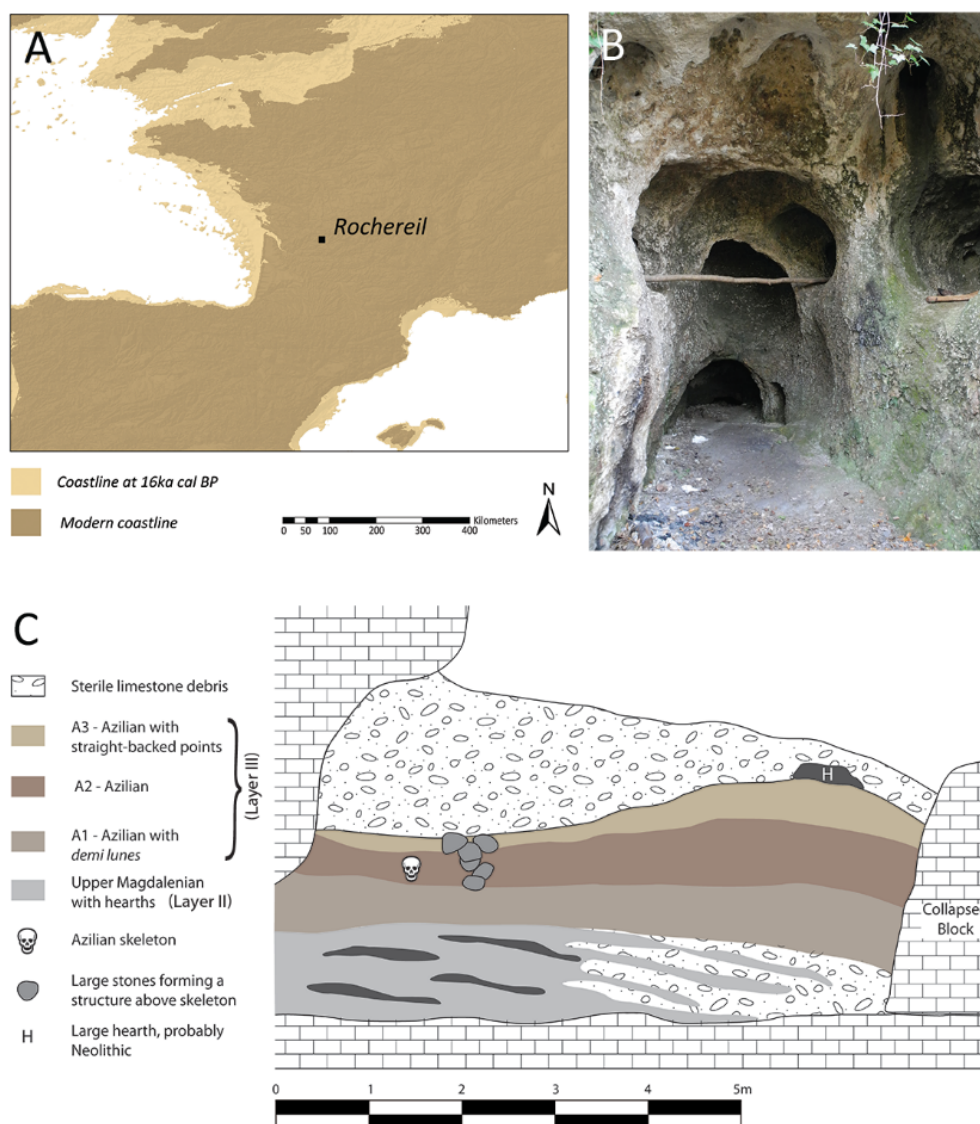 A
Rochereil
Coastline at 16ka cal BP
Modern coastline
0 50 100 200 300 400
Kilometers
N
B
C
Sterile limestone debris
A3 - Azilian with
straight-backed points
A2 - Azilian
A1 - Azilian with
demi lunes
(Layer III)
Upper Magdalenian
with hearths (Layer II)
Azilian skeleton
Large stones forming a
structure above skeleton
H
Large hearth, probably
Neolithic
H
Collapse
Block
0 1 2 3 4 5m